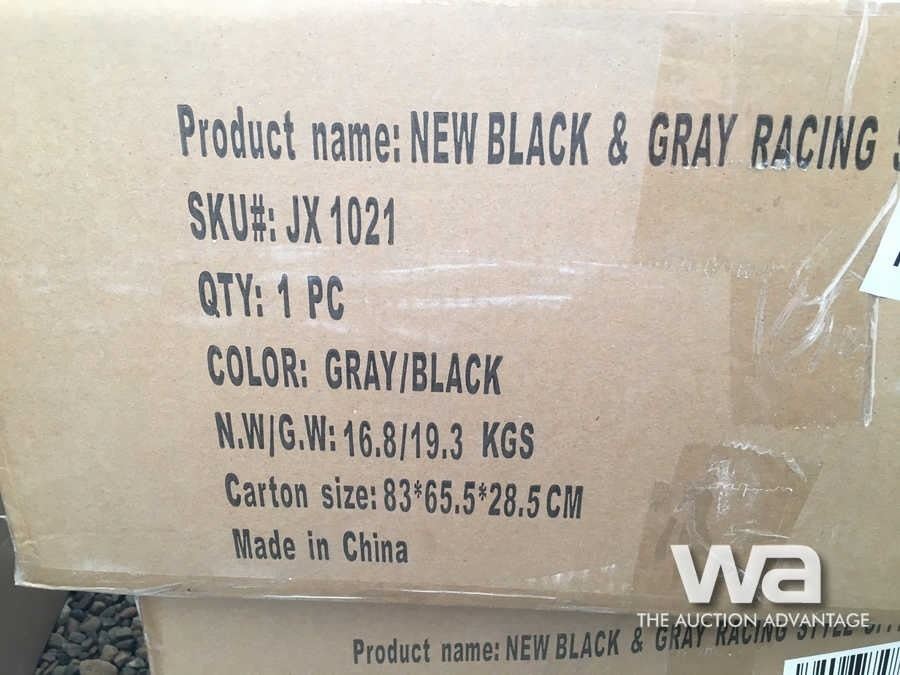 Product name: NEW BLACK & GRAY RACING
SKU#: JX 1021
QTY: 1 PC
COLOR: GRAY/BLACK
N.W/G.W: 16.8/19.3 KGS
Carton size: 83*65.5*28.5 CM
Made in China
wa
THE AUCTION ADVANTAGE
Product name: NEW BLACK & GRAY RACING STYLE